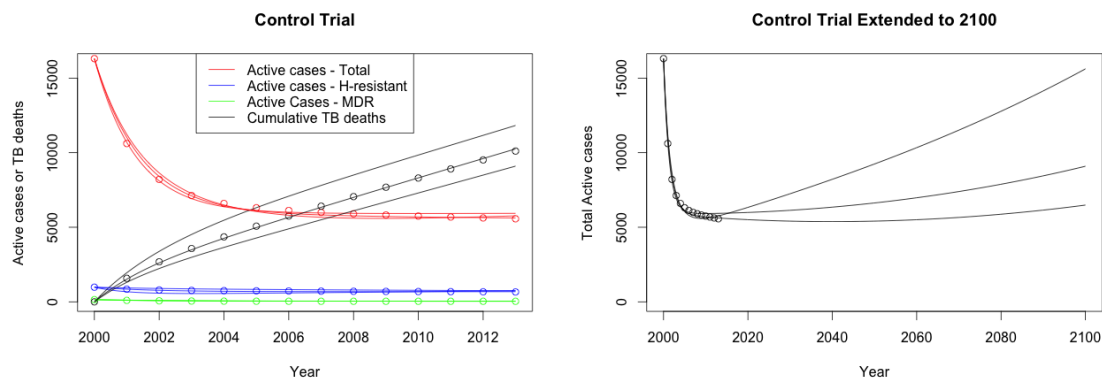 Control Trial
Active cases or TB deaths
15000
10000
5000
0
Active cases - Total
Active cases - H-resistant
Active Cases - MDR
Cumulative TB deaths
2000 2002 2004 2006 2008 2010 2012
Year
Control Trial Extended to 2100
Total Active cases
15000
10000
5000
0
2000 2020 2040 2060 2080 2100
Year